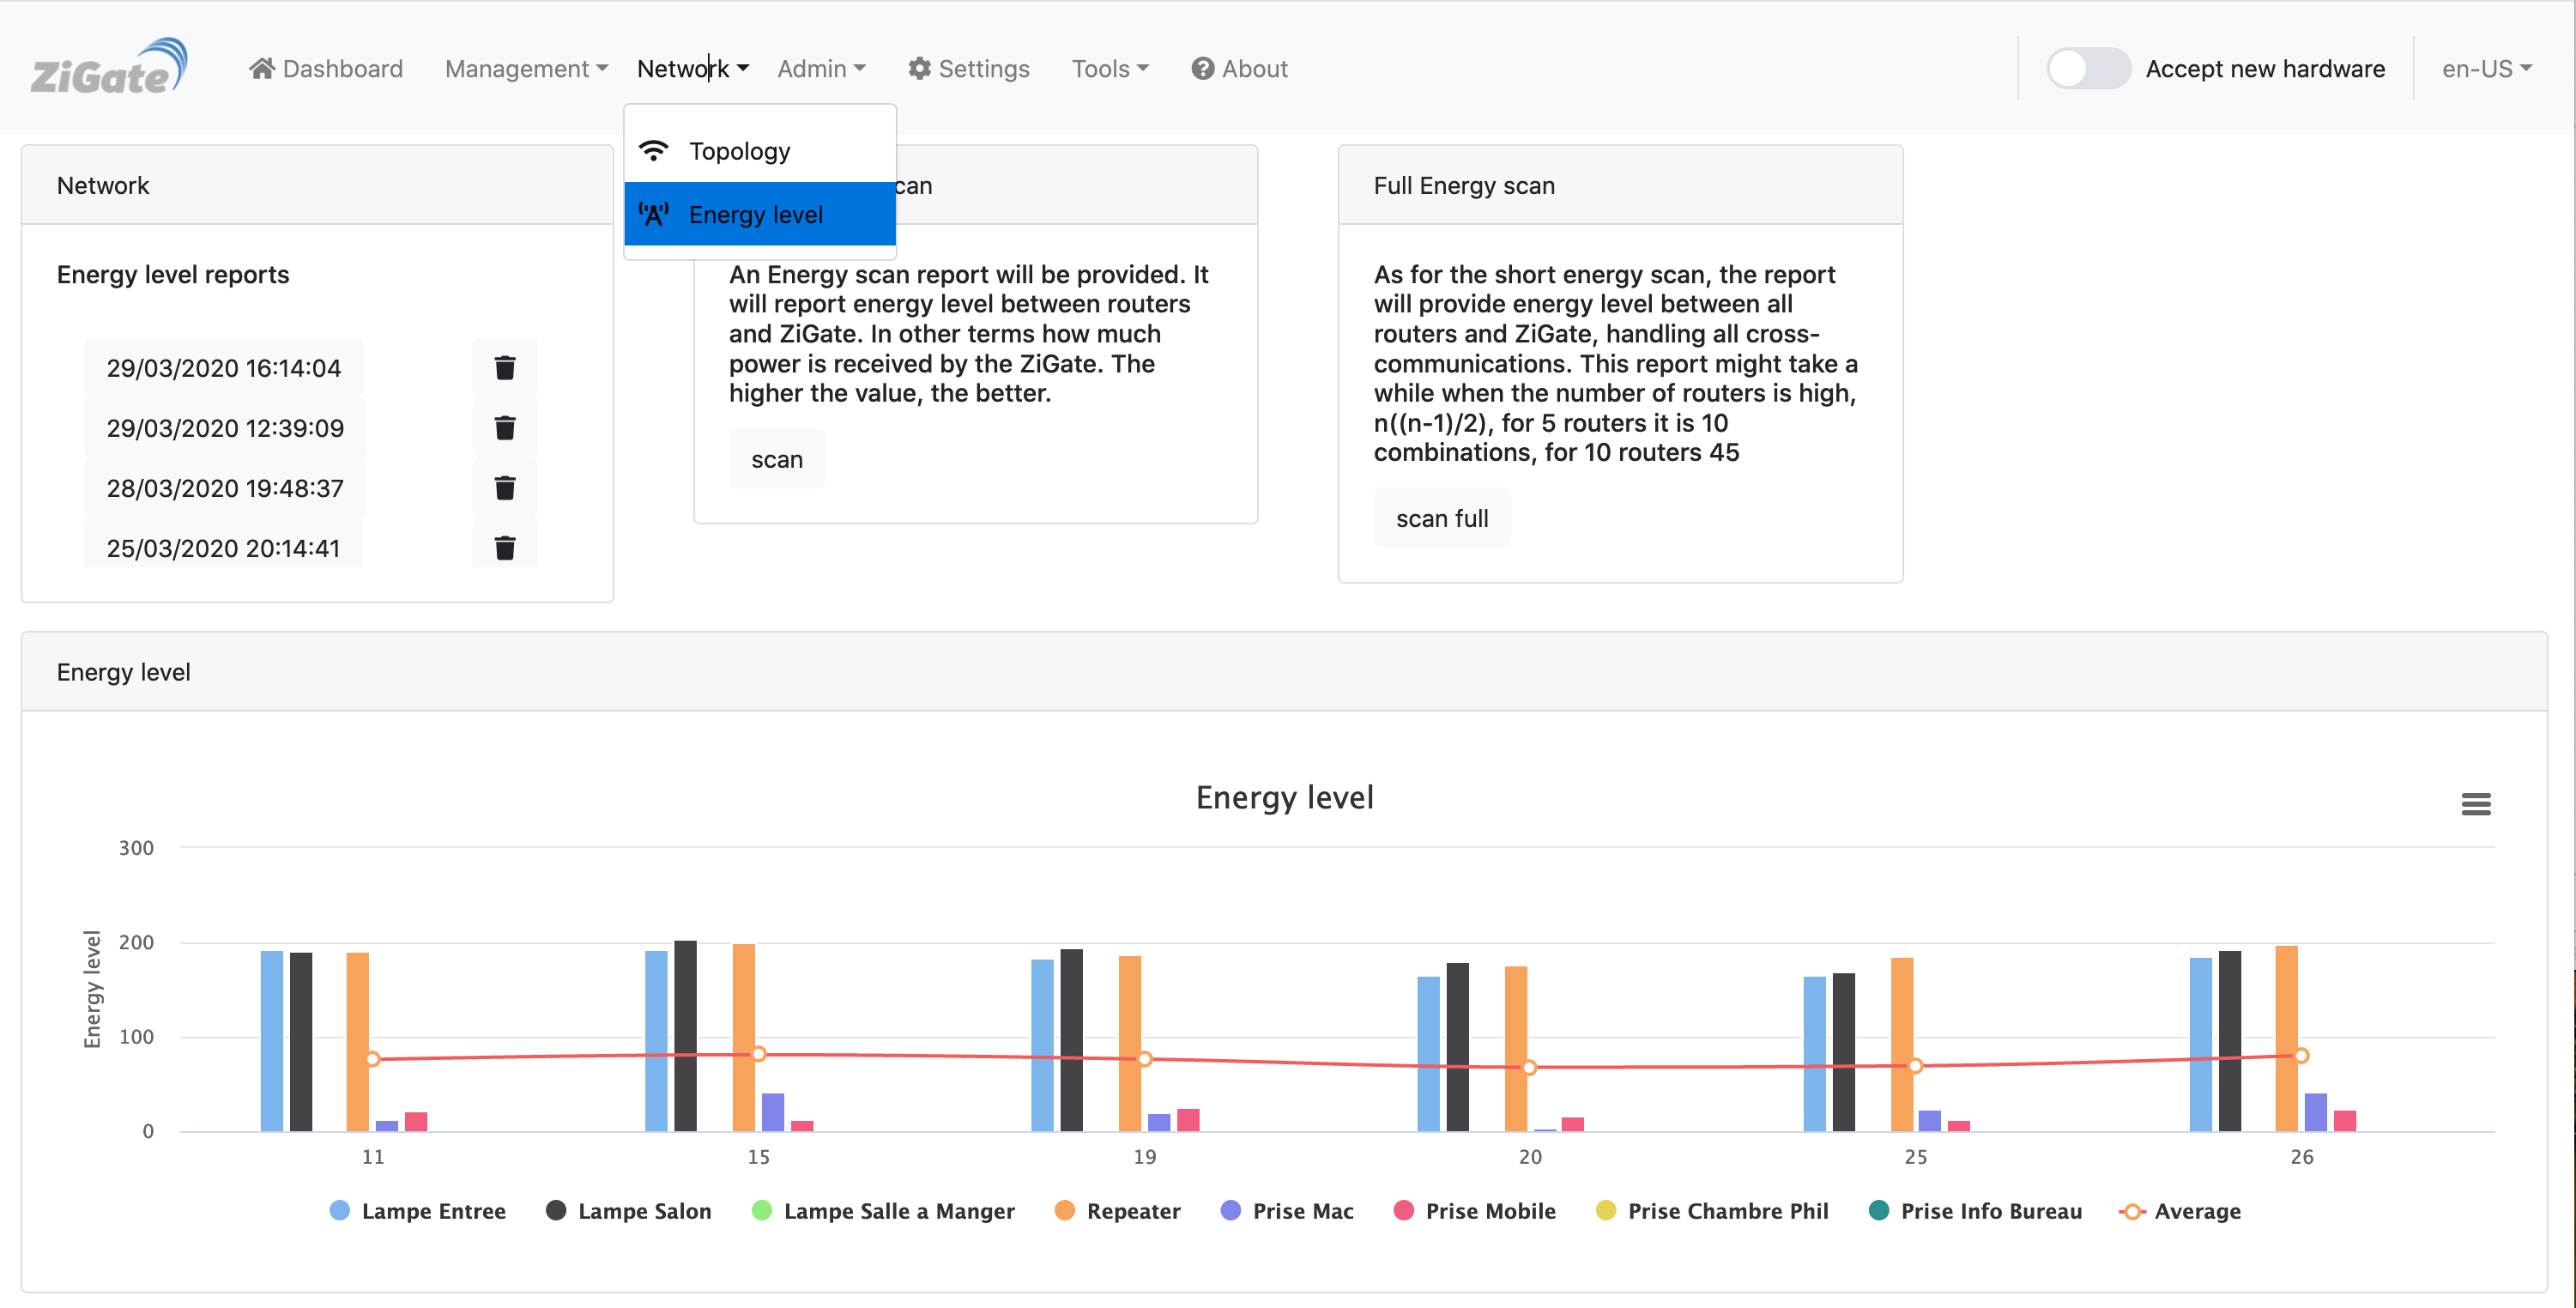 ZiGate
Dashboard
Management
Network
Admin
Settings
Tools
About
Accept new hardware
en-US
Topology
Energy level
Network
Energy level reports
29/03/2020 16:14:04
29/03/2020 12:39:09
28/03/2020 19:48:37
25/03/2020 20:14:41
can
An Energy scan report will be provided. It
will report energy level between routers
and ZiGate. In other terms how much
power is received by the ZiGate. The
higher the value, the better.
scan
Full Energy scan
As for the short energy scan, the report
will provide energy level between all
routers and ZiGate, handling all cross-
communications. This report might take a
while when the number of routers is high,
n((n-1)/2), for 5 routers it is 10
combinations, for 10 routers 45
scan full
Energy level
Energy level
Energy level
300
200
100
0
11
15
19
20
25
26
Lampe Entree
Lampe Salon
Lampe Salle a Manger
Repeater
Prise Mac
Prise Mobile
Prise Chambre Phil
Prise Info Bureau
Average